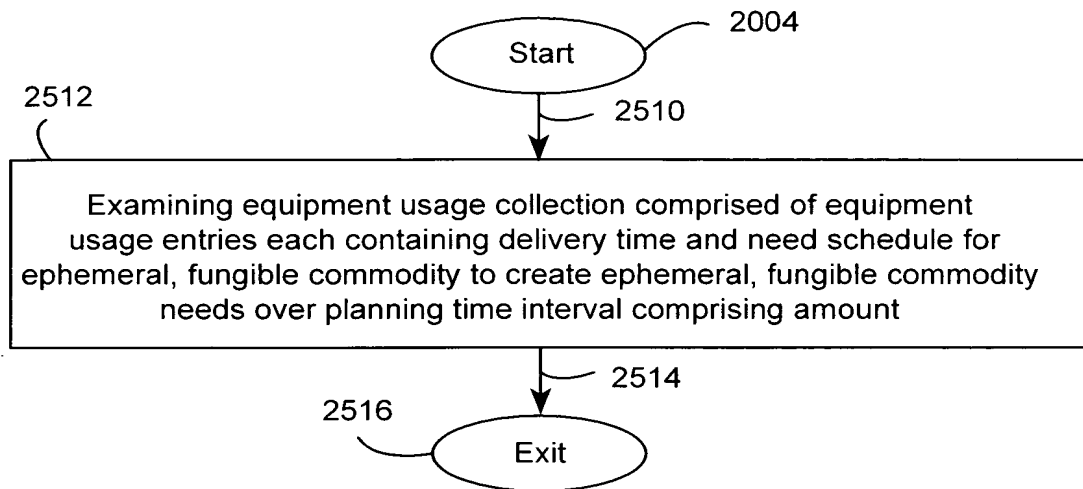 2004
Start
2512
2510
Examining equipment usage collection comprised of equipment
usage entries each containing delivery time and need schedule for
ephemeral, fungible commodity to create ephemeral, fungible commodity
needs over planning time interval comprising amount
2514
2516
Exit